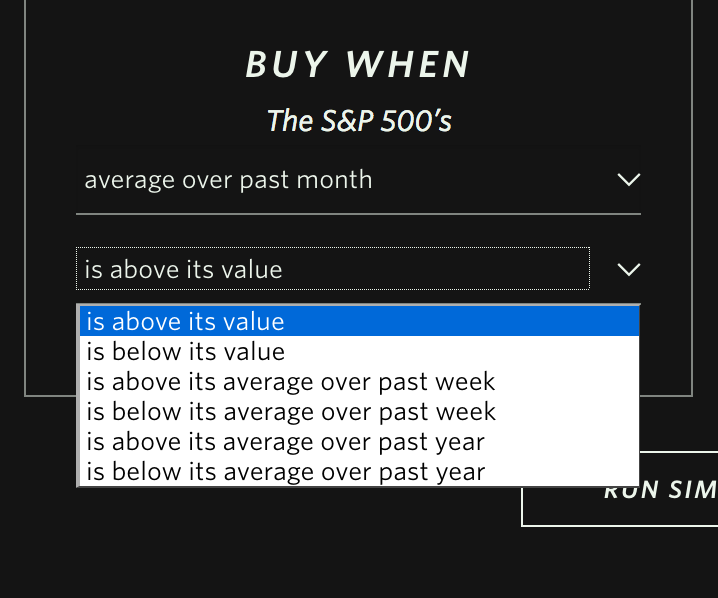 BUY WHEN
The S&P 500's
average over past month
is above its value
is above its value
is below its value
is above its average over past week
is below its average over past week
is above its average over past year
is below its average over past year
RUN SIM